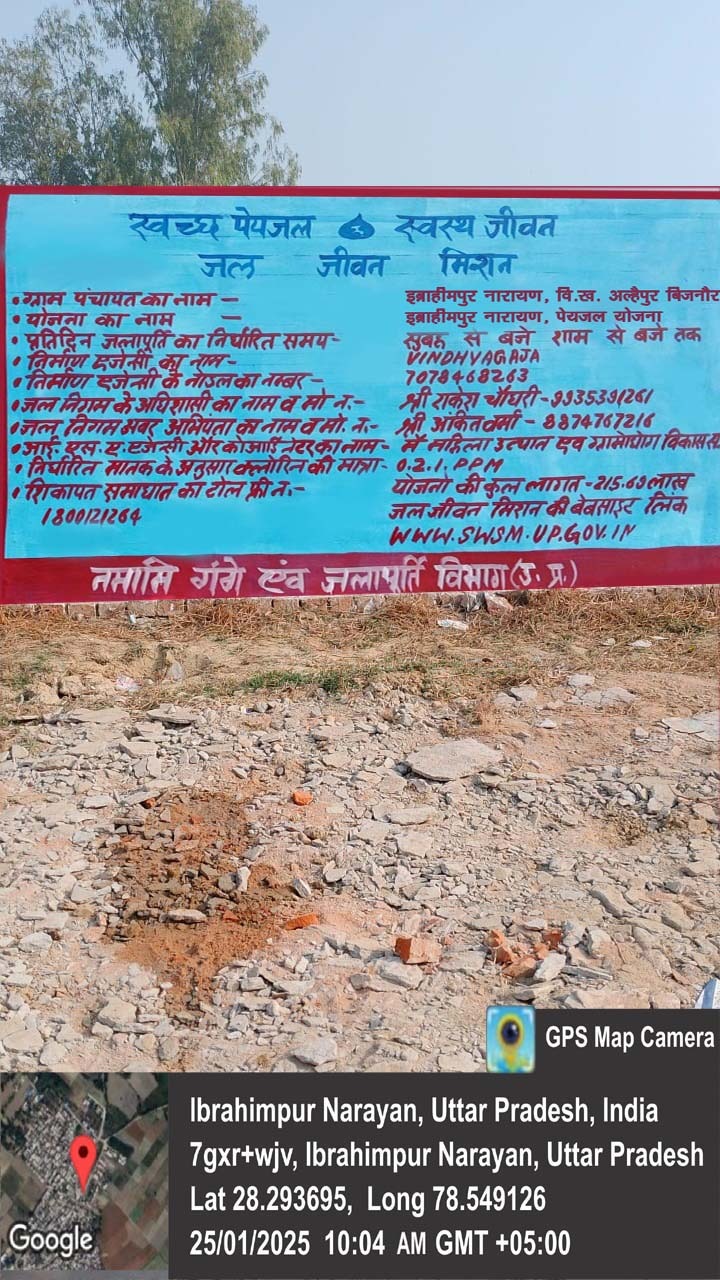 स्वच्छ पेयजल स्वस्थ जीवन
जल जीवन मिशन
• ग्राम पंचायत का नाम – इब्राहीमपुर नारायण, वि.ख. अल्हैपुर बिजनौर
• योजना का नाम – इब्राहीमपुर नारायण, पेयजल योजना
• प्रतिदिन जलापूर्ति का निर्धारित समय- सुबह से बजे शाम से बजे तक
• निर्माण एजेन्सी का नाम- VINDHYAGAJA
• निर्माण एजेन्सी के नोडल का नम्बर- 7078468263
• जल निगम के अधिशासी का नाम व मो न.- श्री राकेश चौधरी-9935391261
• जल निगम अवर अभियंता का नाम व मो. न.- श्री अंकित वर्मा - 8874767216
• आई. एस. ए. एजेन्सी और कोआर्डिनेटर का नाम- मे महिला उत्थान एवं ग्रामोद्योग विकास
• निर्धारित मानक के अनुसार क्लोरिन की मात्रा- 0.2.1. PPM
• शिकायत समाधान का टोल फ्री न.- योजना की कुल लागत-215.69 लाख
1800121264 जल जीवन मिशन की बेबसाइट लिंक
WWW.SWSM.UP.GOV.IN
नमामि गंगे एंव जलापूर्ति विभाग (उ. प्र.)
GPS Map Camera
Ibrahimpur Narayan, Uttar Pradesh, India
7gxr+wjv, Ibrahimpur Narayan, Uttar Pradesh
Lat 28.293695, Long 78.549126
25/01/2025 10:04 AM GMT +05:00
Google